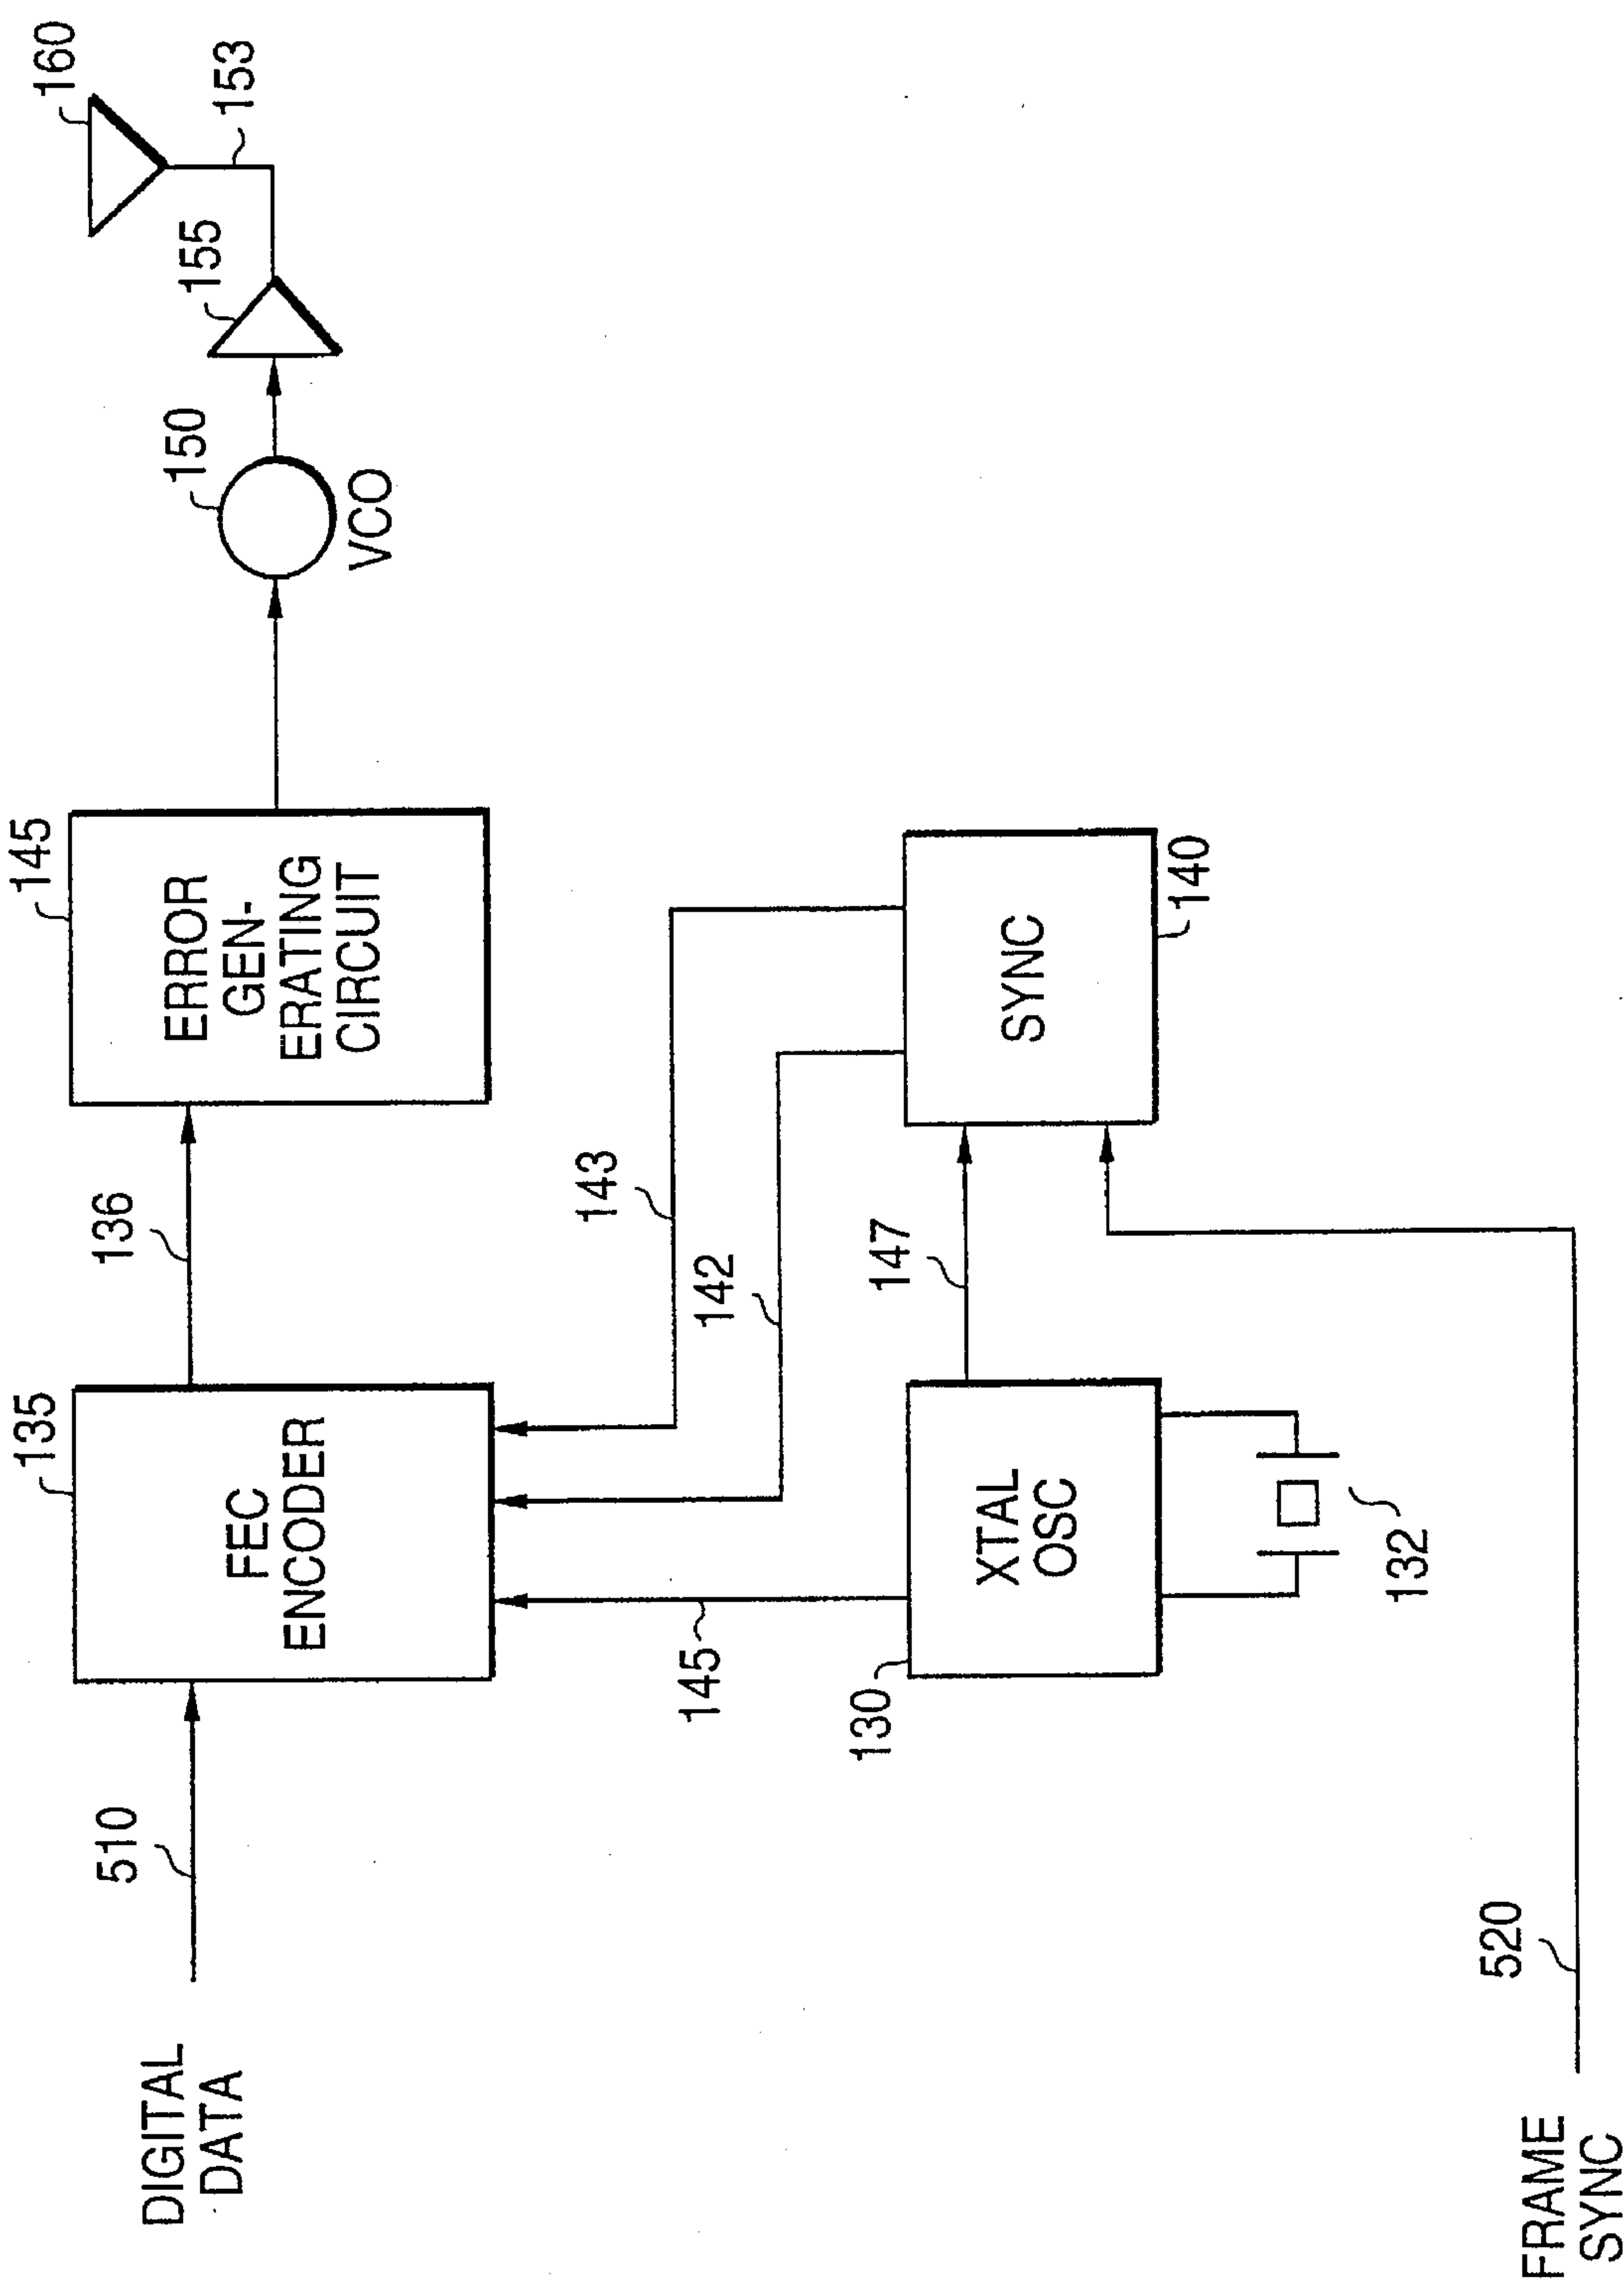 160
153
155
150
VCO
145
ERROR
GEN-
ERATING
CIRCUIT
136
135
FEC
ENCODER
510
DIGITAL
DATA
143
142
145
147
SYNC
140
XTAL
OSC
130
132
520
FRAME
SYNC